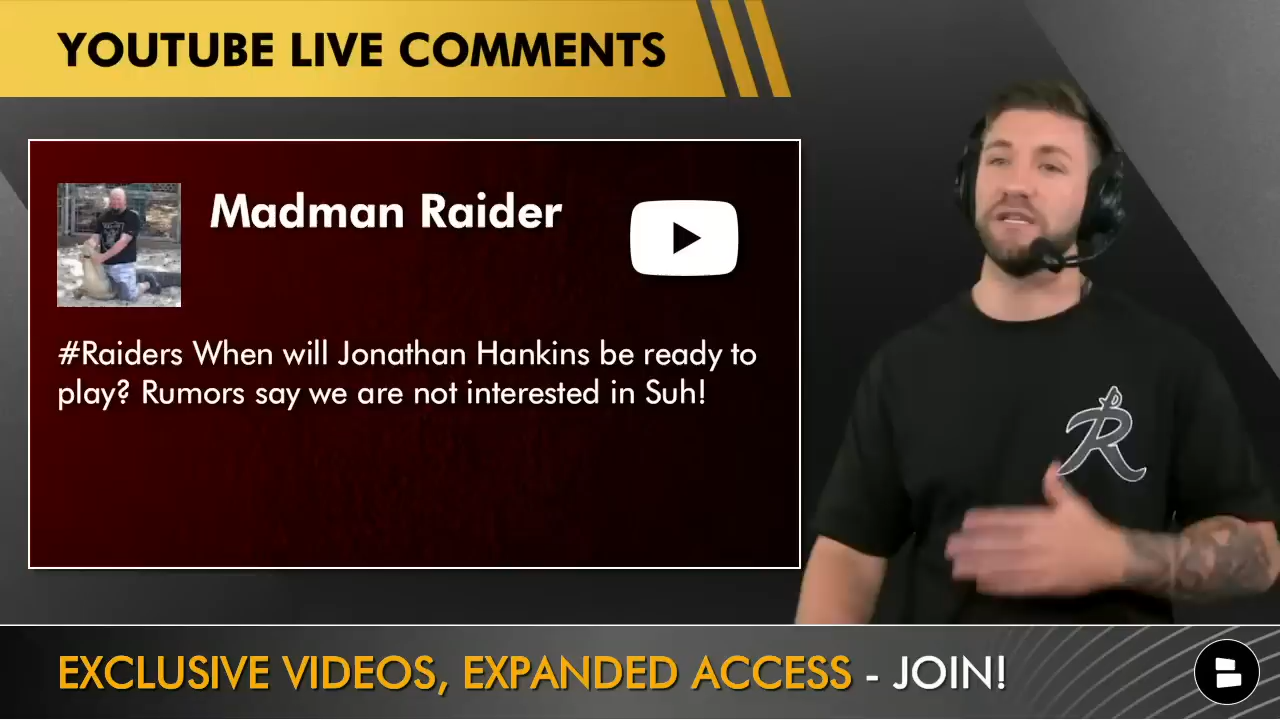 YOUTUBE LIVE COMMENTS
Madman Raider
#Raiders When will Jonathan Hankins be ready to
play? Rumors say we are not interested in Suh!
R
EXCLUSIVE VIDEOS, EXPANDED ACCESS - JOIN!